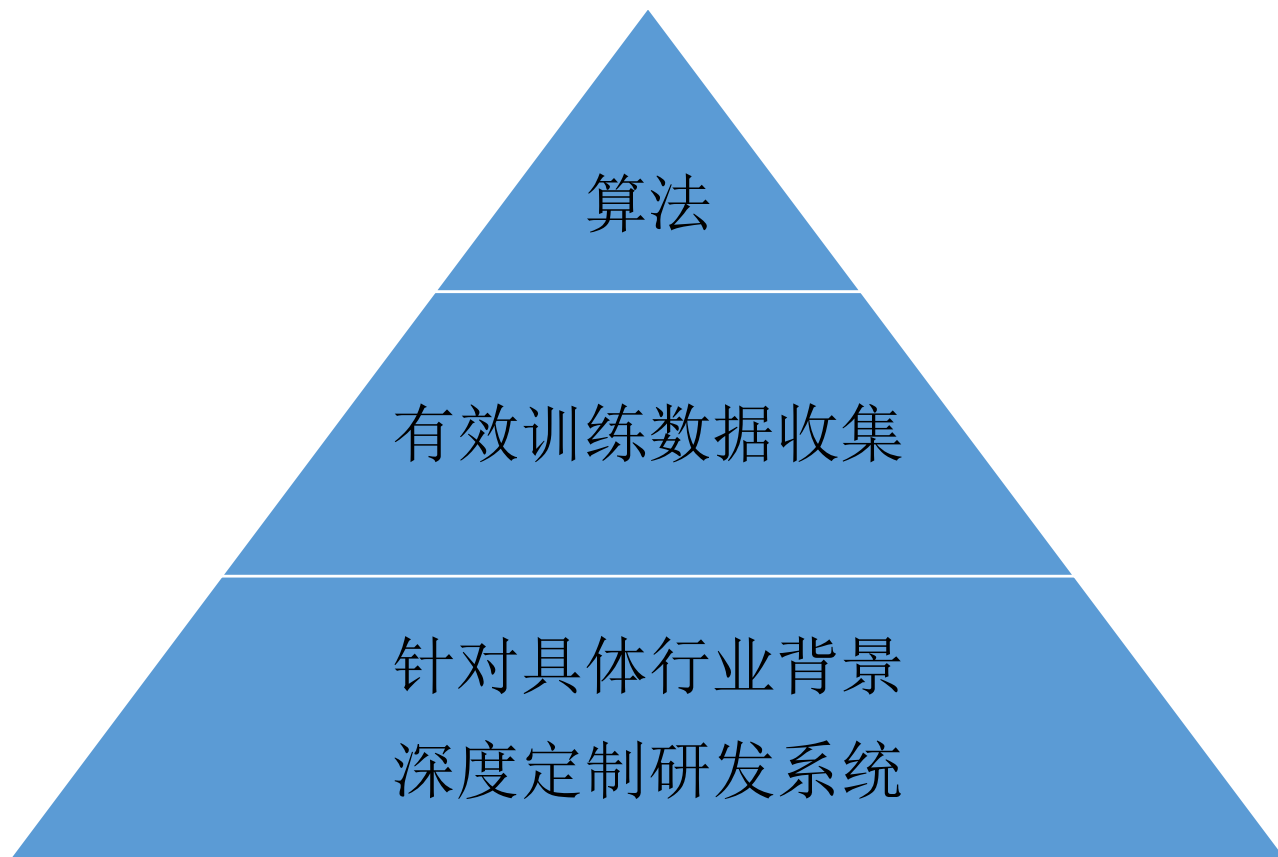 算法
有效训练数据收集
针对具体行业背景
深度定制研发系统